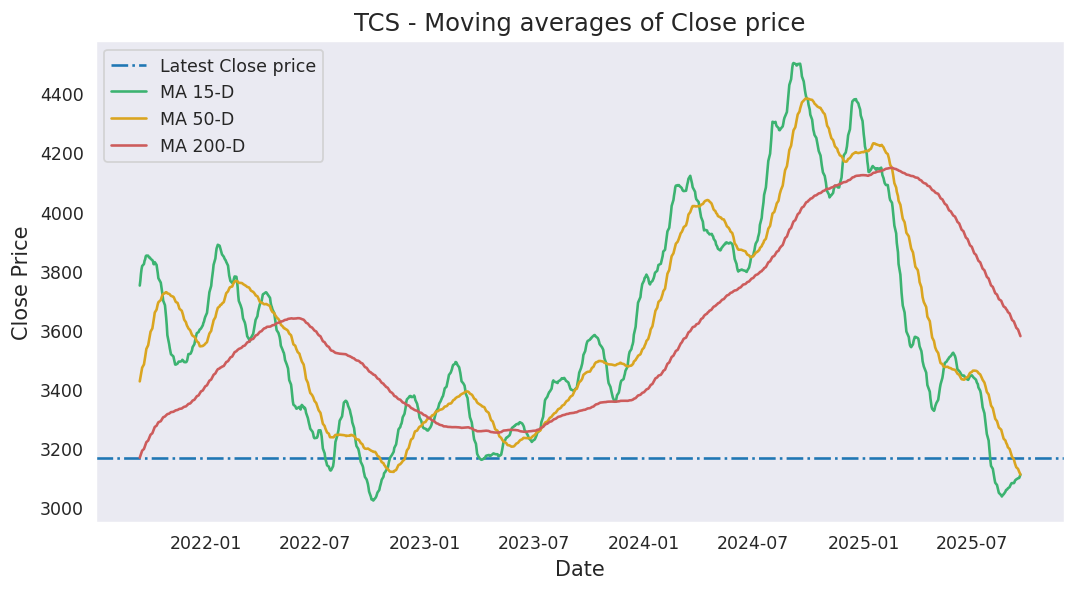 TCS - Moving averages of Close price
Latest Close price
MA 15-D
MA 50-D
MA 200-D
Close Price
4400
4200
4000
3800
3600
3400
3200
3000
2022-01 2022-07 2023-01 2023-07 2024-01 2024-07 2025-01 2025-07
Date